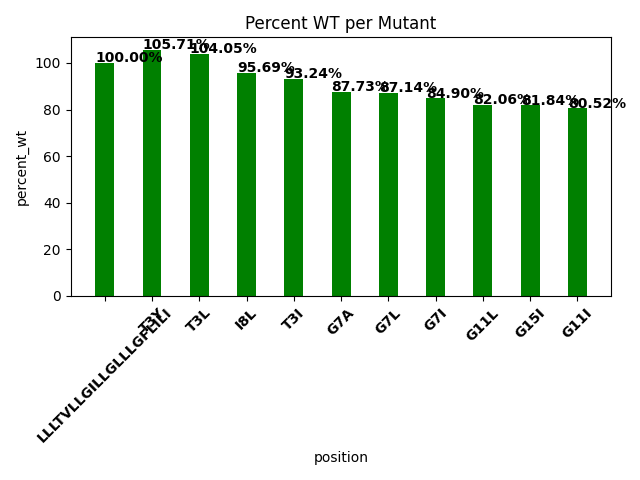 Percent WT per Mutant
100.00%
105.71%
104.05%
95.69%
93.24%
87.73%
87.14%
84.90%
82.06%
81.84%
80.52%
percent_wt
100
80
60
40
20
0
LLLTVLLGILLGLLLGFLILI
T3Y
T3L
I8L
T3I
G7A
G7L
G7I
G11L
G15I
G11I
position